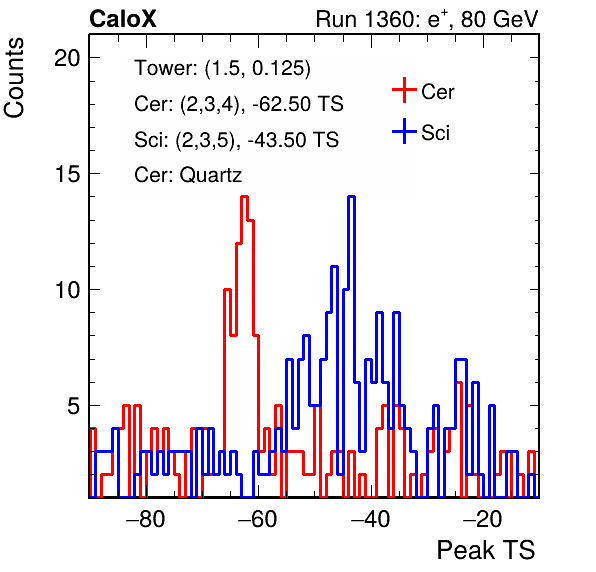 CaloX Run 1360: e⁺, 80 GeV
Counts
Tower: (1.5, 0.125)
Cer: (2,3,4), -62.50 TS
Sci: (2,3,5), -43.50 TS
Cer: Quartz
Cer
Sci
20
15
10
5
−80 −60 −40 −20
Peak TS